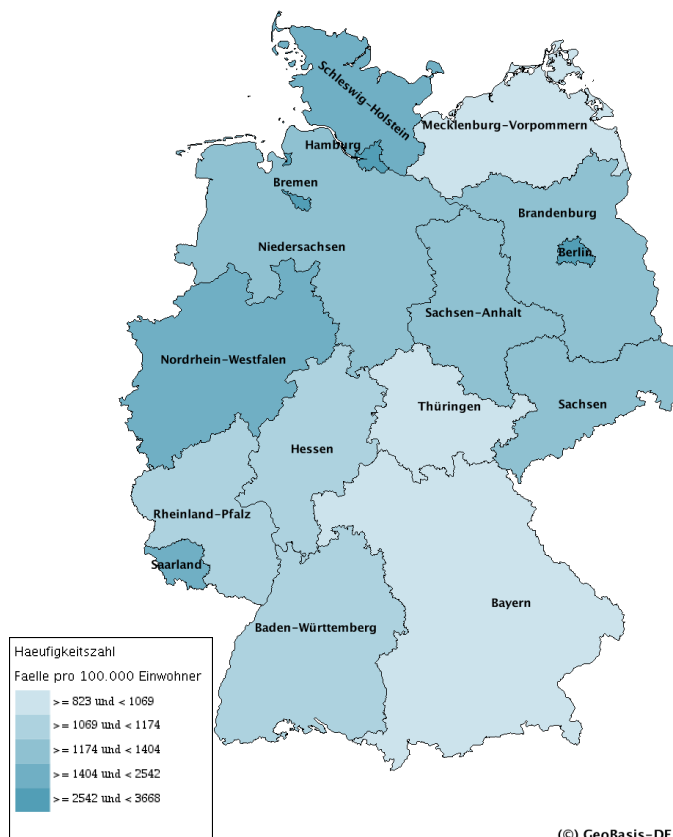 Schleswig-Holstein
Mecklenburg-Vorpommern
Hamburg
Bremen
Brandenburg
Berlin
Niedersachsen
Sachsen-Anhalt
Nordrhein-Westfalen
Thüringen
Sachsen
Hessen
Rheinland-Pfalz
Saarland
Bayern
Baden-Württemberg
Haeufigkeitszahl
Faelle pro 100.000 Einwohner
>= 823 und < 1069
>= 1069 und < 1174
>= 1174 und < 1404
>= 1404 und < 2542
>= 2542 und < 3668
(©) GeoBasis-DE